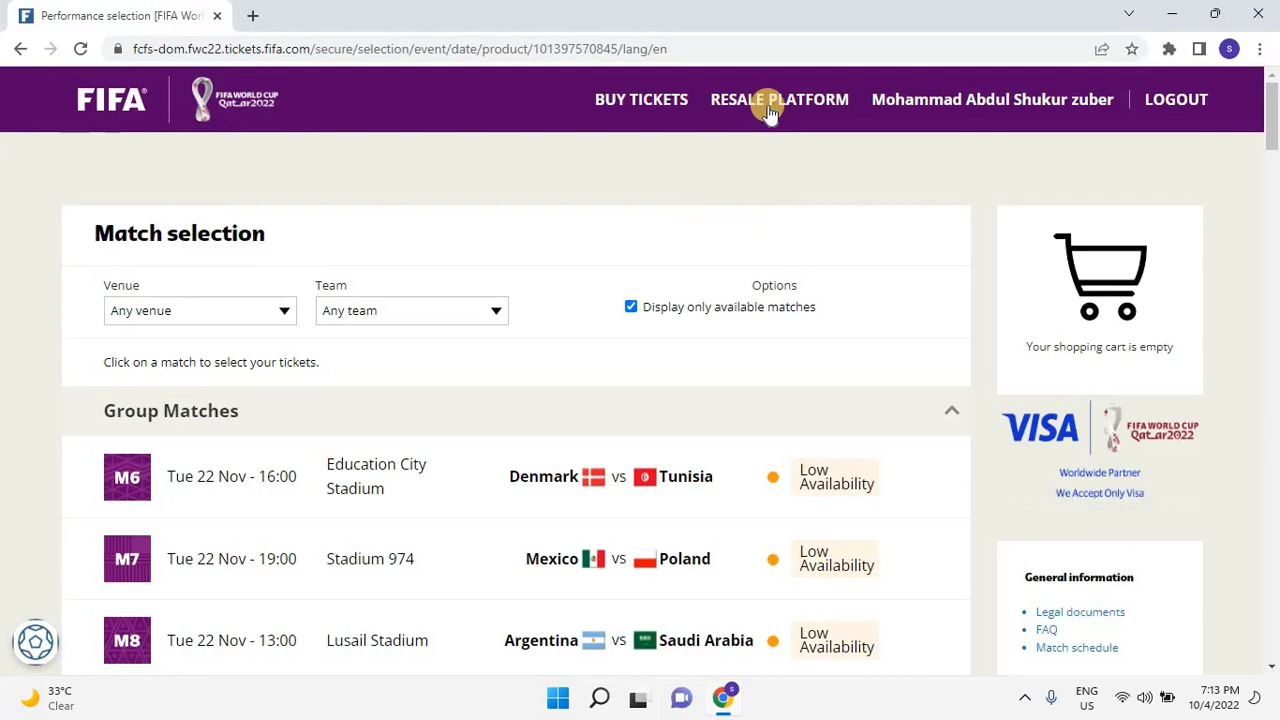 Performance selection [FIFA Wor
fcfs-dom.fwc22.tickets.fifa.com/secure/selection/event/date/product/101397570845/lang/en
S
FIFA
FIFA WORLD CUP
Qatar2022
BUY TICKETS
RESALE PLATFORM
Mohammad Abdul Shukur zuber
LOGOUT
Match selection
Venue
Team
Options
Any venue
Any team
Display only available matches
Click on a match to select your tickets.
Your shopping cart is empty
Group Matches
VISA
FIFA WORLD CUP
Qatar2022
Worldwide Partner
We Accept Only Visa
M6
Tue 22 Nov - 16:00
Education City
Stadium
Denmark vs Tunisia
Low
Availability
M7
Tue 22 Nov - 19:00
Stadium 974
Mexico vs Poland
Low
Availability
M8
Tue 22 Nov - 13:00
Lusail Stadium
Argentina vs Saudi Arabia
Low
Availability
General information
Legal documents
FAQ
Match schedule
33°C
Clear
S
ENG
US
7:13 PM
10/4/2022